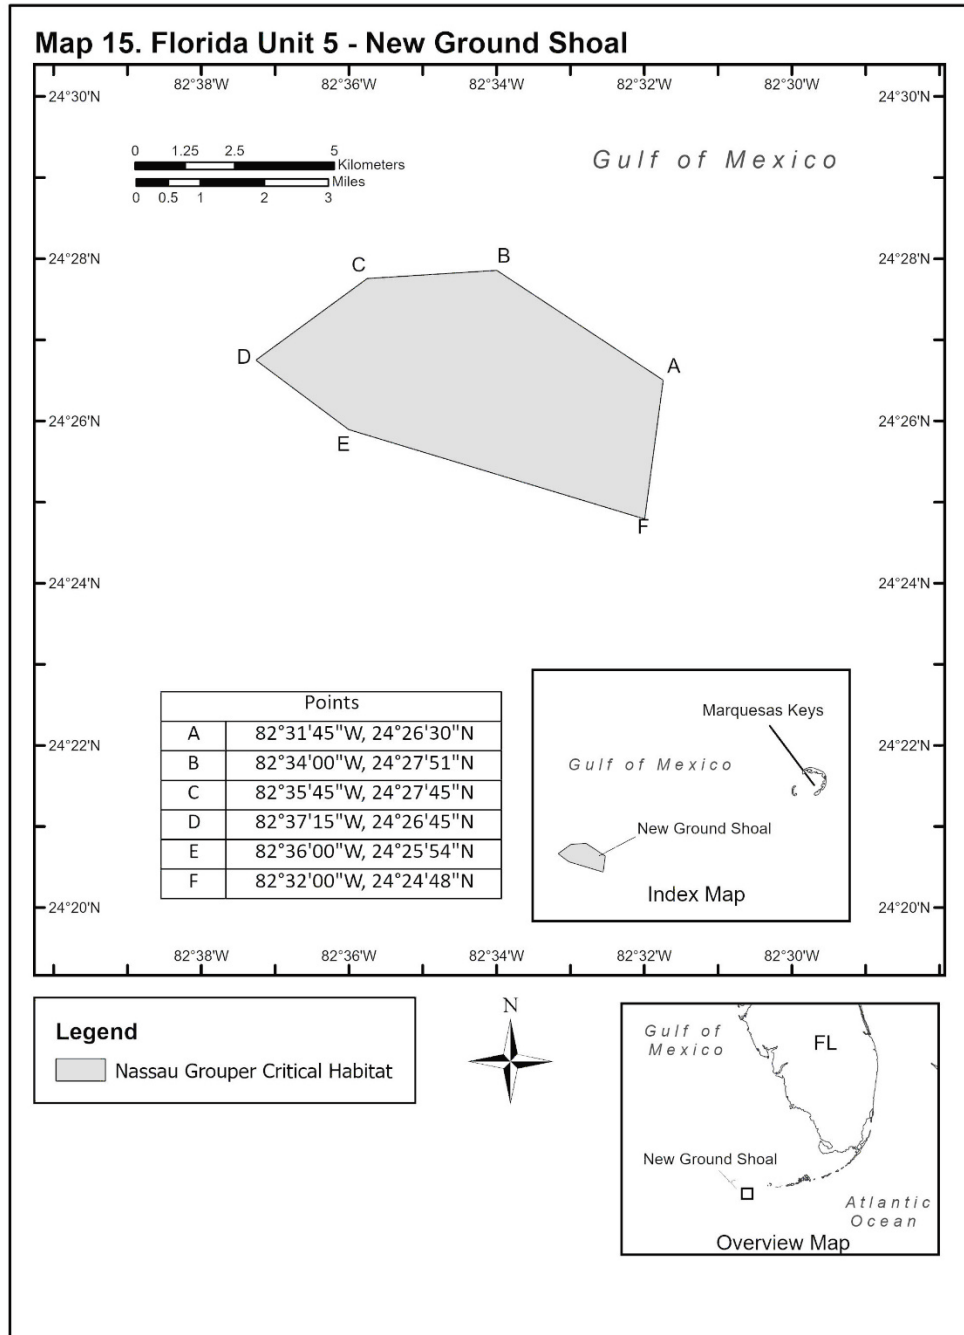 Map 15. Florida Unit 5 - New Ground Shoal
82°38'W 82°36'W 82°34'W 82°32'W 82°30'W
24°30'N 24°30'N
0 1.25 2.5 5
Kilometers
Miles
0 0.5 1 2 3
Gulf of Mexico
24°28'N 24°28'N
B
C
D
A
24°26'N 24°26'N
E
F
24°24'N 24°24'N
Points
A 82°31'45"W, 24°26'30"N
B 82°34'00"W, 24°27'51"N
C 82°35'45"W, 24°27'45"N
D 82°37'15"W, 24°26'45"N
E 82°36'00"W, 24°25'54"N
F 82°32'00"W, 24°24'48"N
Marquesas Keys
Gulf of Mexico
New Ground Shoal
Index Map
24°22'N 24°22'N
24°20'N 24°20'N
82°38'W 82°36'W 82°34'W 82°32'W 82°30'W
Legend
Nassau Grouper Critical Habitat
N
Gulf of
Mexico
FL
New Ground Shoal
Atlantic
Ocean
Overview Map